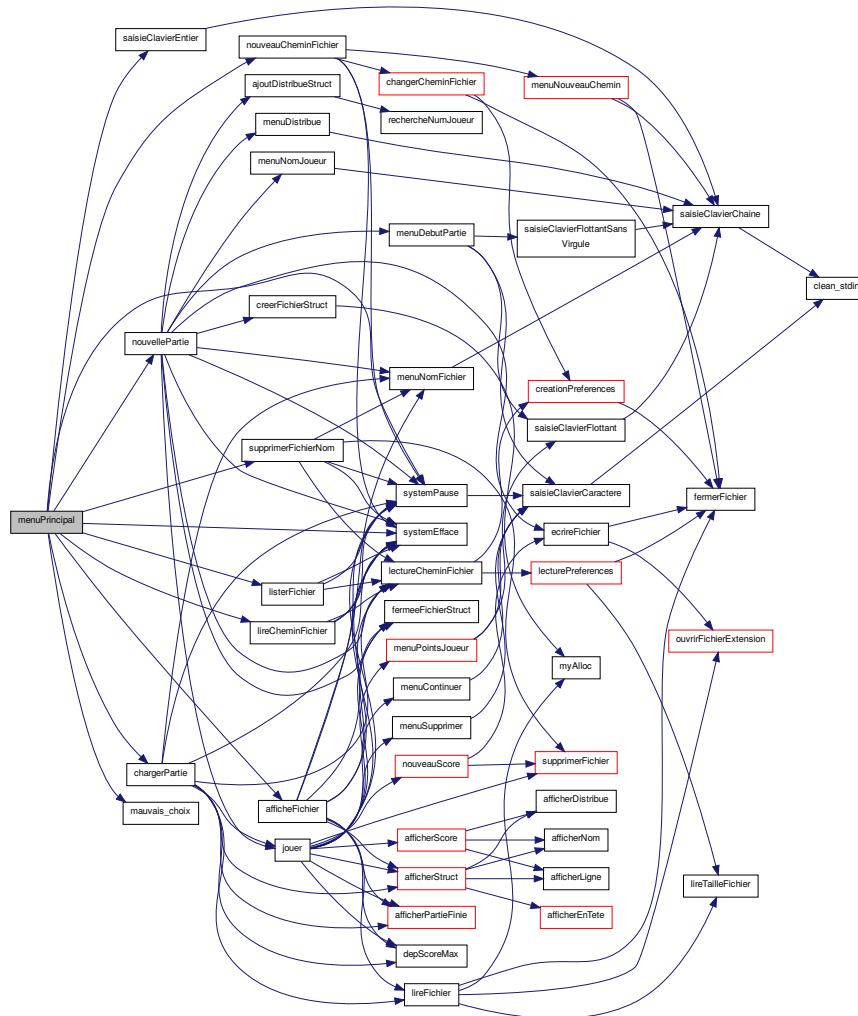 saisieClavierEntier
nouveauCheminFichier
changerCheminFichier
menuNouveauChemin
ajoutDistribueStruct
rechercheNumJoueur
menuDistribue
menuNomJoueur
saisieClavierChaine
menuDebutPartie
saisieClavierFlottantSans
Virgule
clean_stdin
creerFichierStruct
nouvellePartie
menuNomFichier
creationPreferences
saisieClavierFlottant
supprimerFichierNom
systemPause
saisieClavierCaractere
fermerFichier
menuPrincipal
systemEfface
ecrireFichier
lectureCheminFichier
lecturePreferences
listerFichier
fermeeFichierStruct
lireCheminFichier
menuPointsJoueur
ouvrirFichierExtension
myAlloc
menuContinuer
menuSupprimer
nouveauScore
supprimerFichier
chargerPartie
afficheFichier
mauvais_choix
afficherDistribue
afficherScore
afficherNom
jouer
afficherStruct
afficherLigne
lireTailleFichier
afficherPartieFinie
afficherEnTete
depScoreMax
lireFichier